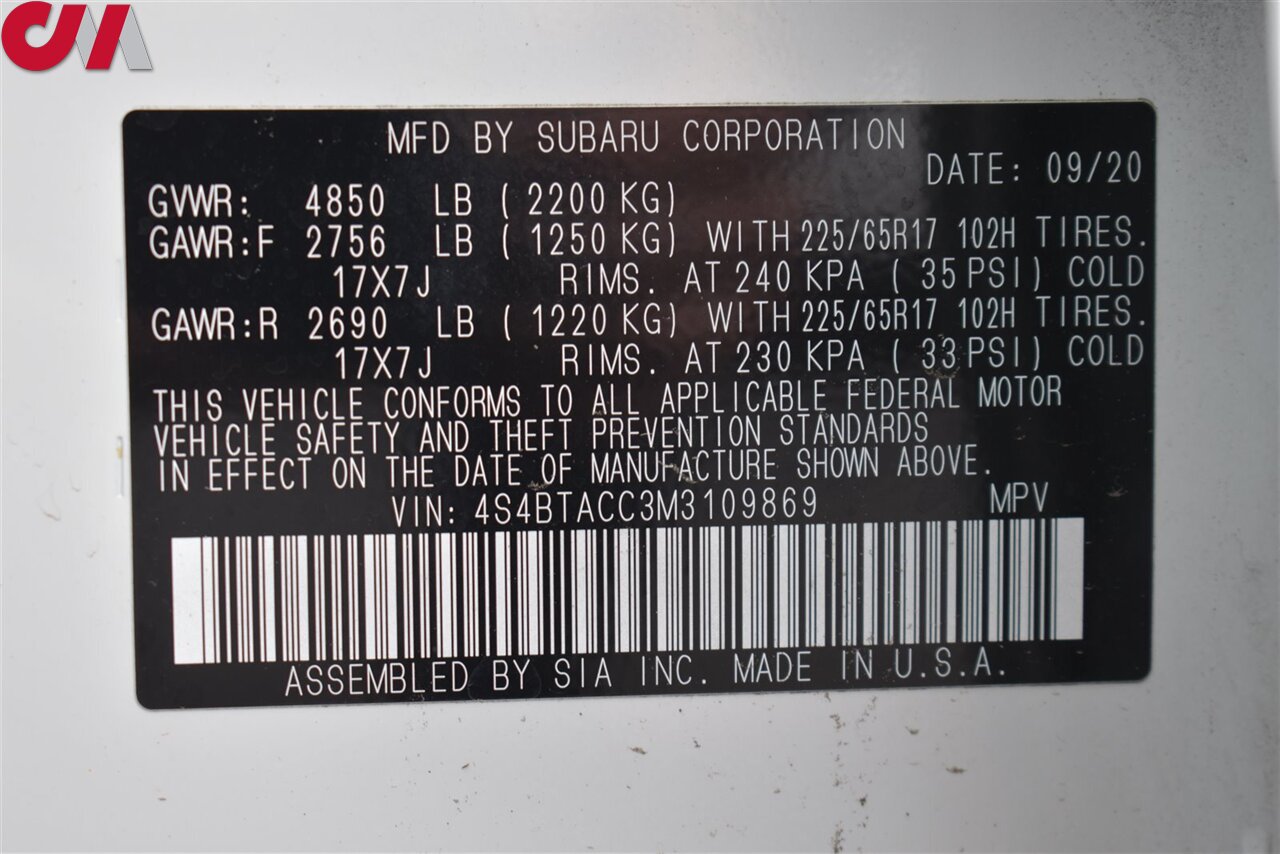 CM
MFD BY SUBARU CORPORATION
DATE: 09/20
GVWR: 4850 LB ( 2200 KG)
GAWR:F 2756 LB ( 1250 KG) WITH 225/65R17 102H TIRES.
17X7J RIMS. AT 240 KPA ( 35 PSI) COLD
GAWR:R 2690 LB ( 1220 KG) WITH 225/65R17 102H TIRES.
17X7J RIMS. AT 230 KPA ( 33 PSI) COLD
THIS VEHICLE CONFORMS TO ALL APPLICABLE FEDERAL MOTOR
VEHICLE SAFETY AND THEFT PREVENTION STANDARDS
IN EFFECT ON THE DATE OF MANUFACTURE SHOWN ABOVE.
VIN: 4S4BTACC3M3109869 MPV
ASSEMBLED BY SIA INC. MADE IN U.S.A.